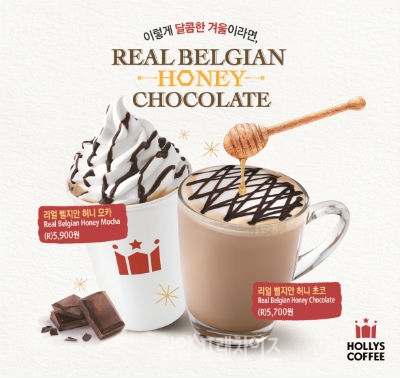 이렇게 달콤한 겨울이라면,
REAL BELGIAN
HONEY
CHOCOLATE
리얼 벨지안 허니 모카
Real Belgian Honey Mocha
(R)5,900원
리얼 벨지안 허니 초코
Real Belgian Honey Chocolate
(R)5,700원
HOLLYS
COFFEE